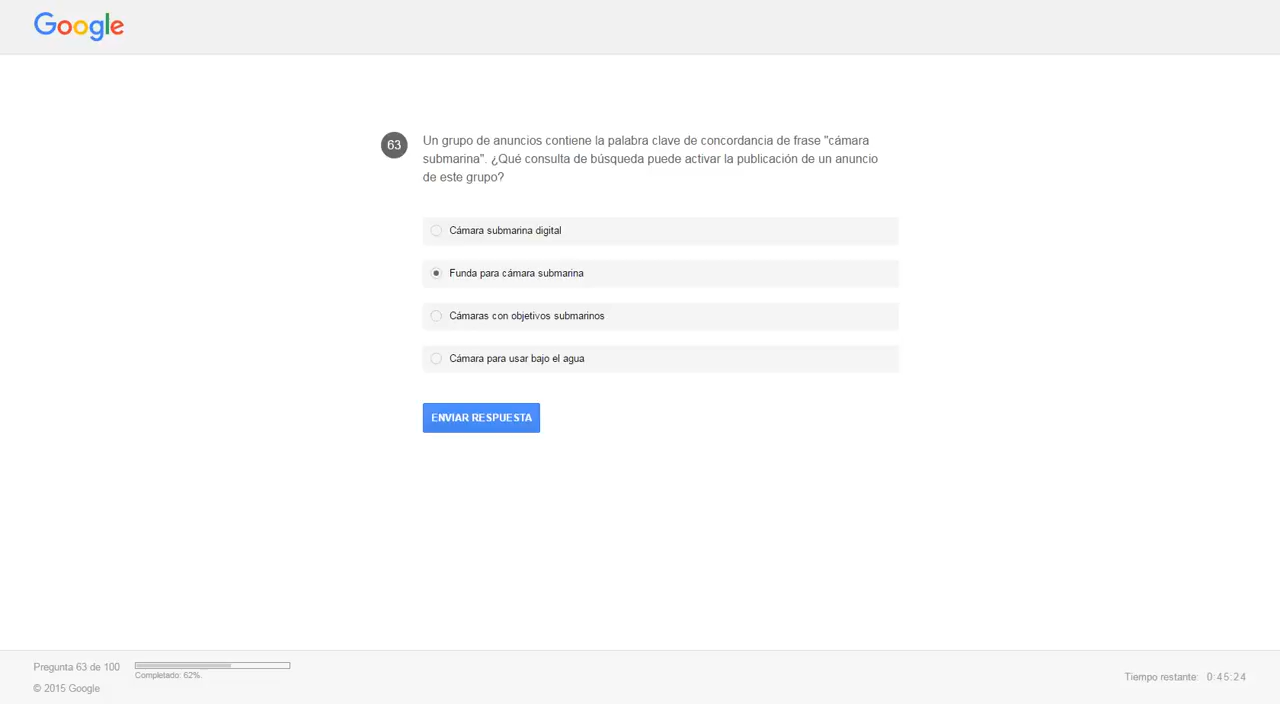 Google
63
Un grupo de anuncios contiene la palabra clave de concordancia de frase "cámara
submarina". ¿Qué consulta de búsqueda puede activar la publicación de un anuncio
de este grupo?
Cámara submarina digital
Funda para cámara submarina
Cámaras con objetivos submarinos
Cámara para usar bajo el agua
ENVIAR RESPUESTA
Pregunta 63 de 100
Completado: 62%.
© 2015 Google
Tiempo restante: 0:45:24